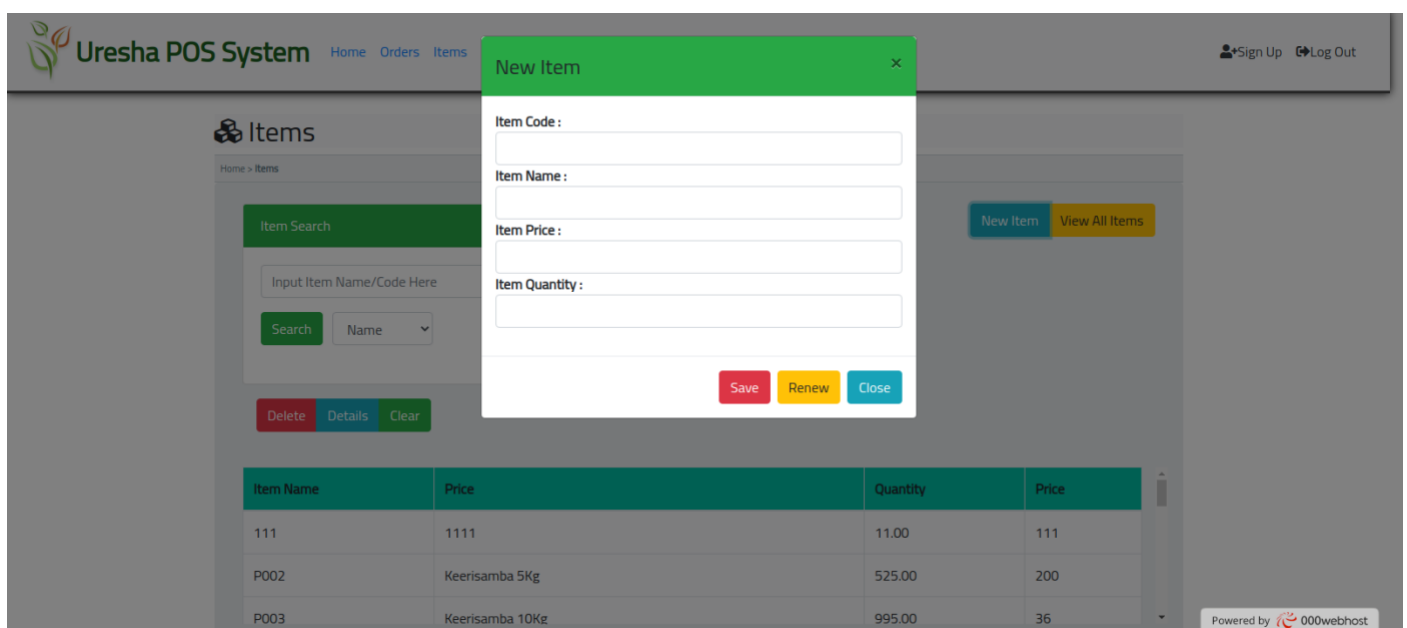 Uresha POS System Home Orders Items Sign Up Log Out
New Item ×
Items
Home > Items
Item Code :
Item Name :
Item Price :
Item Quantity :
Save Renew Close
Item Search
New Item View All Items
Input Item Name/Code Here
Search Name
Delete Details Clear
Item Name Price Quantity Price
111 1111 11.00 111
P002 Keerisamba 5Kg 525.00 200
P003 Keerisamba 10Kg 995.00 36
Powered by 000webhost